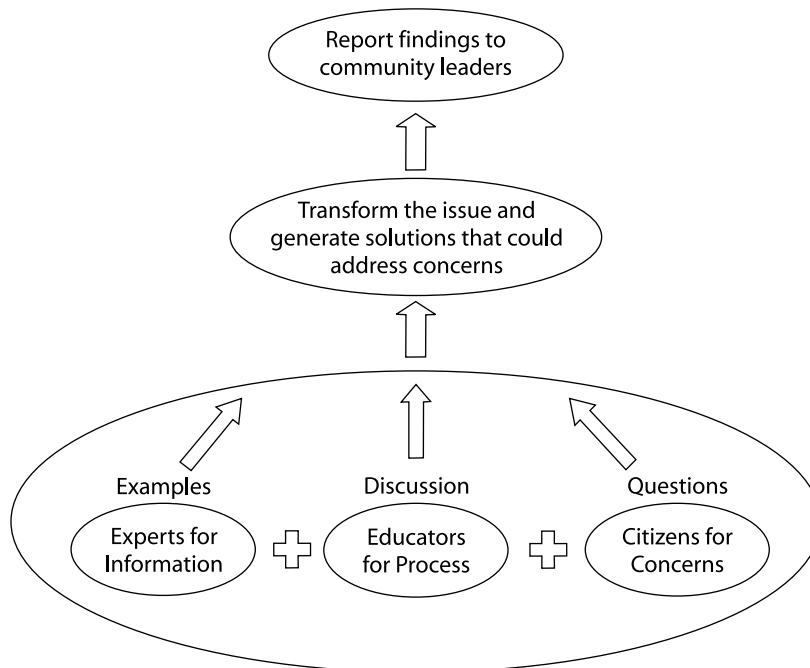 Report findings to
community leaders
Transform the issue and
generate solutions that could
address concerns
Examples
Discussion
Questions
Experts for
Information
Educators
for Process
Citizens for
Concerns